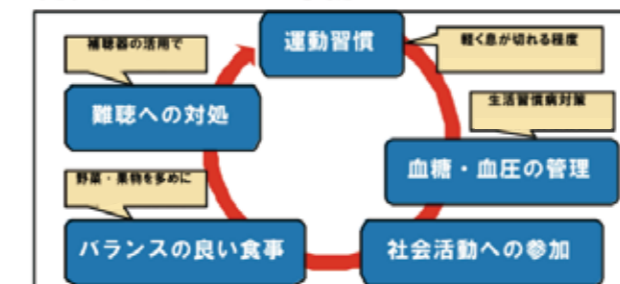 補聴器の活用で
運動習慣
軽く息が切れる程度
難聴への対処
生活習慣病対策
血糖・血圧の管理
野菜・果物を多めに
バランスの良い食事
社会活動への参加